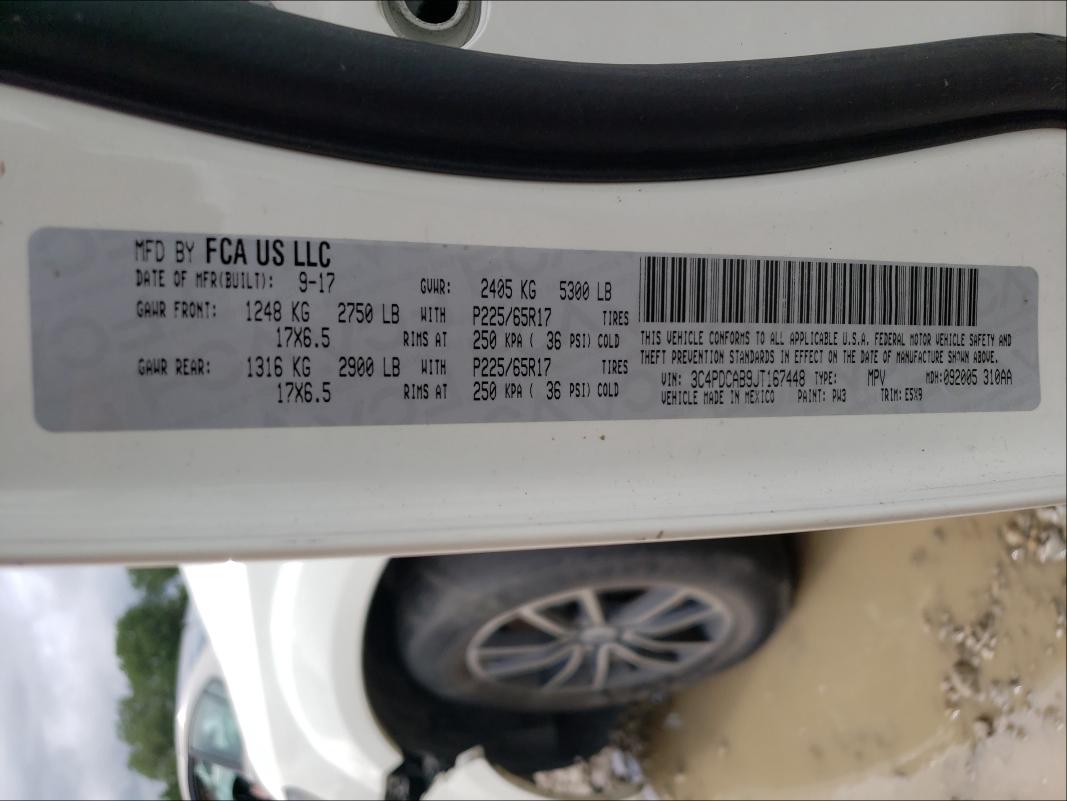 MFD BY FCA US LLC
DATE OF MFR(BUILT): 9-17 GVWR: 2405 KG 5300 LB
GAWR FRONT: 1248 KG 2750 LB WITH P225/65R17 TIRES
17X6.5 RIMS AT 250 KPA ( 36 PSI) COLD
GAWR REAR: 1316 KG 2900 LB WITH P225/65R17 TIRES
17X6.5 RIMS AT 250 KPA ( 36 PSI) COLD
THIS VEHICLE CONFORMS TO ALL APPLICABLE U.S.A. FEDERAL MOTOR VEHICLE SAFETY AND
THEFT PREVENTION STANDARDS IN EFFECT ON THE DATE OF MANUFACTURE SHOWN ABOVE.
VIN: 3C4PDCAB9JT167448 TYPE: MPV MDH: 092005 310AA
VEHICLE MADE IN MEXICO PAINT: PW3 TRIM: E5X9